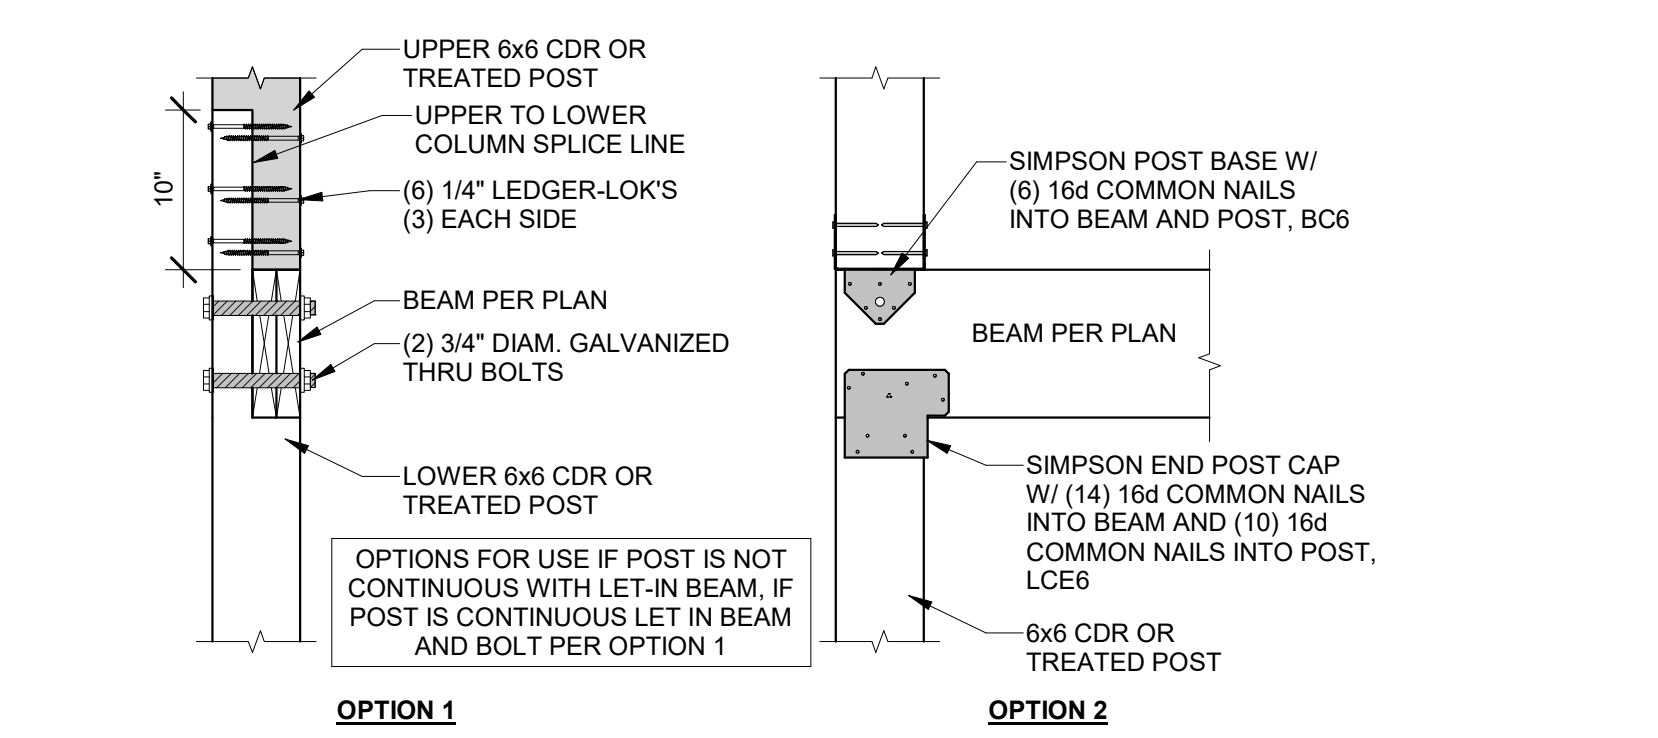 UPPER 6x6 CDR OR
TREATED POST
UPPER TO LOWER
COLUMN SPLICE LINE
10"
(6) 1/4" LEDGER-LOK'S
(3) EACH SIDE
BEAM PER PLAN
(2) 3/4" DIAM. GALVANIZED
THRU BOLTS
LOWER 6x6 CDR OR
TREATED POST
OPTIONS FOR USE IF POST IS NOT
CONTINUOUS WITH LET-IN BEAM, IF
POST IS CONTINUOUS LET IN BEAM
AND BOLT PER OPTION 1
OPTION 1
SIMPSON POST BASE W/
(6) 16d COMMON NAILS
INTO BEAM AND POST, BC6
BEAM PER PLAN
SIMPSON END POST CAP
W/ (14) 16d COMMON NAILS
INTO BEAM AND (10) 16d
COMMON NAILS INTO POST,
LCE6
6x6 CDR OR
TREATED POST
OPTION 2